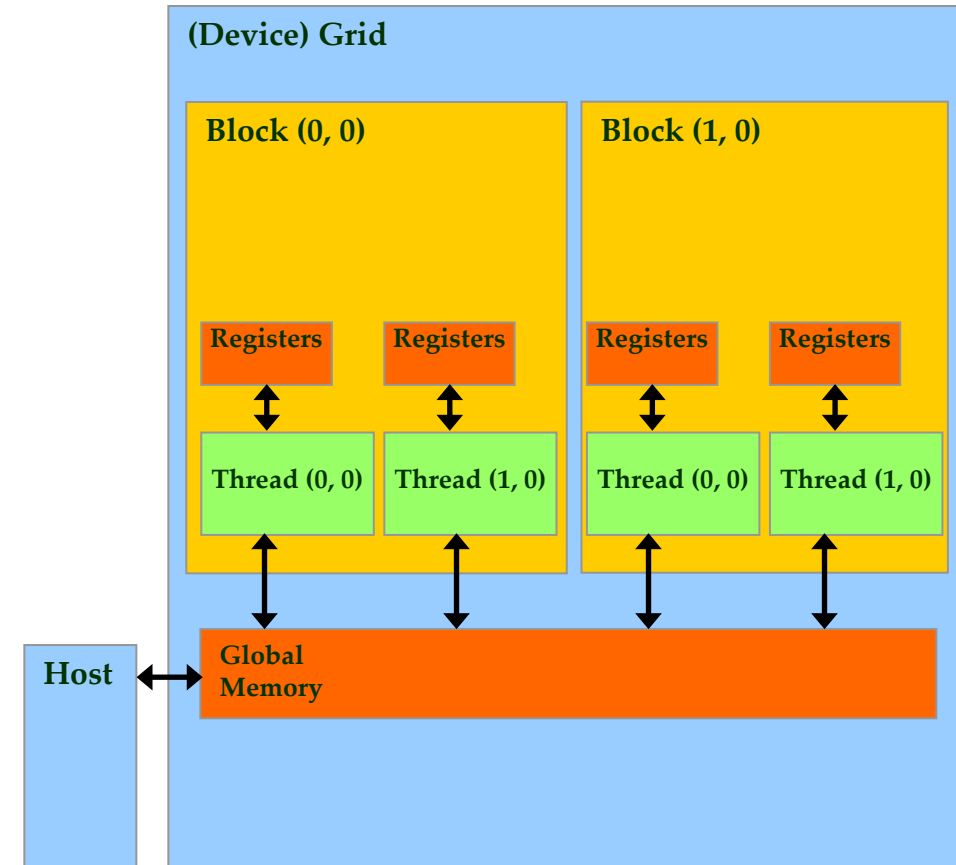 (Device) Grid
Block (0, 0)
Block (1, 0)
Registers
Registers
Registers
Registers
Thread (0, 0)
Thread (1, 0)
Thread (0, 0)
Thread (1, 0)
Global
Memory
Host